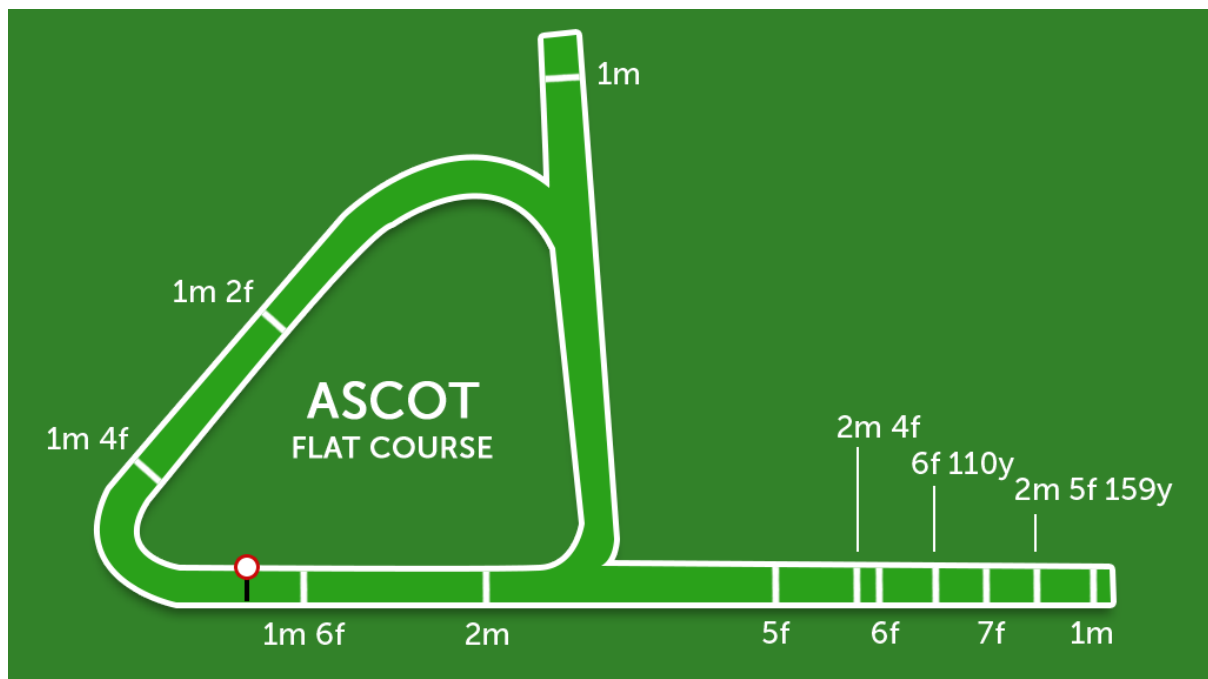 1m
1m 2f
1m 4f
ASCOT
FLAT COURSE
2m 4f
6f 110y
2m 5f 159y
1m 6f
2m
5f
6f
7f
1m